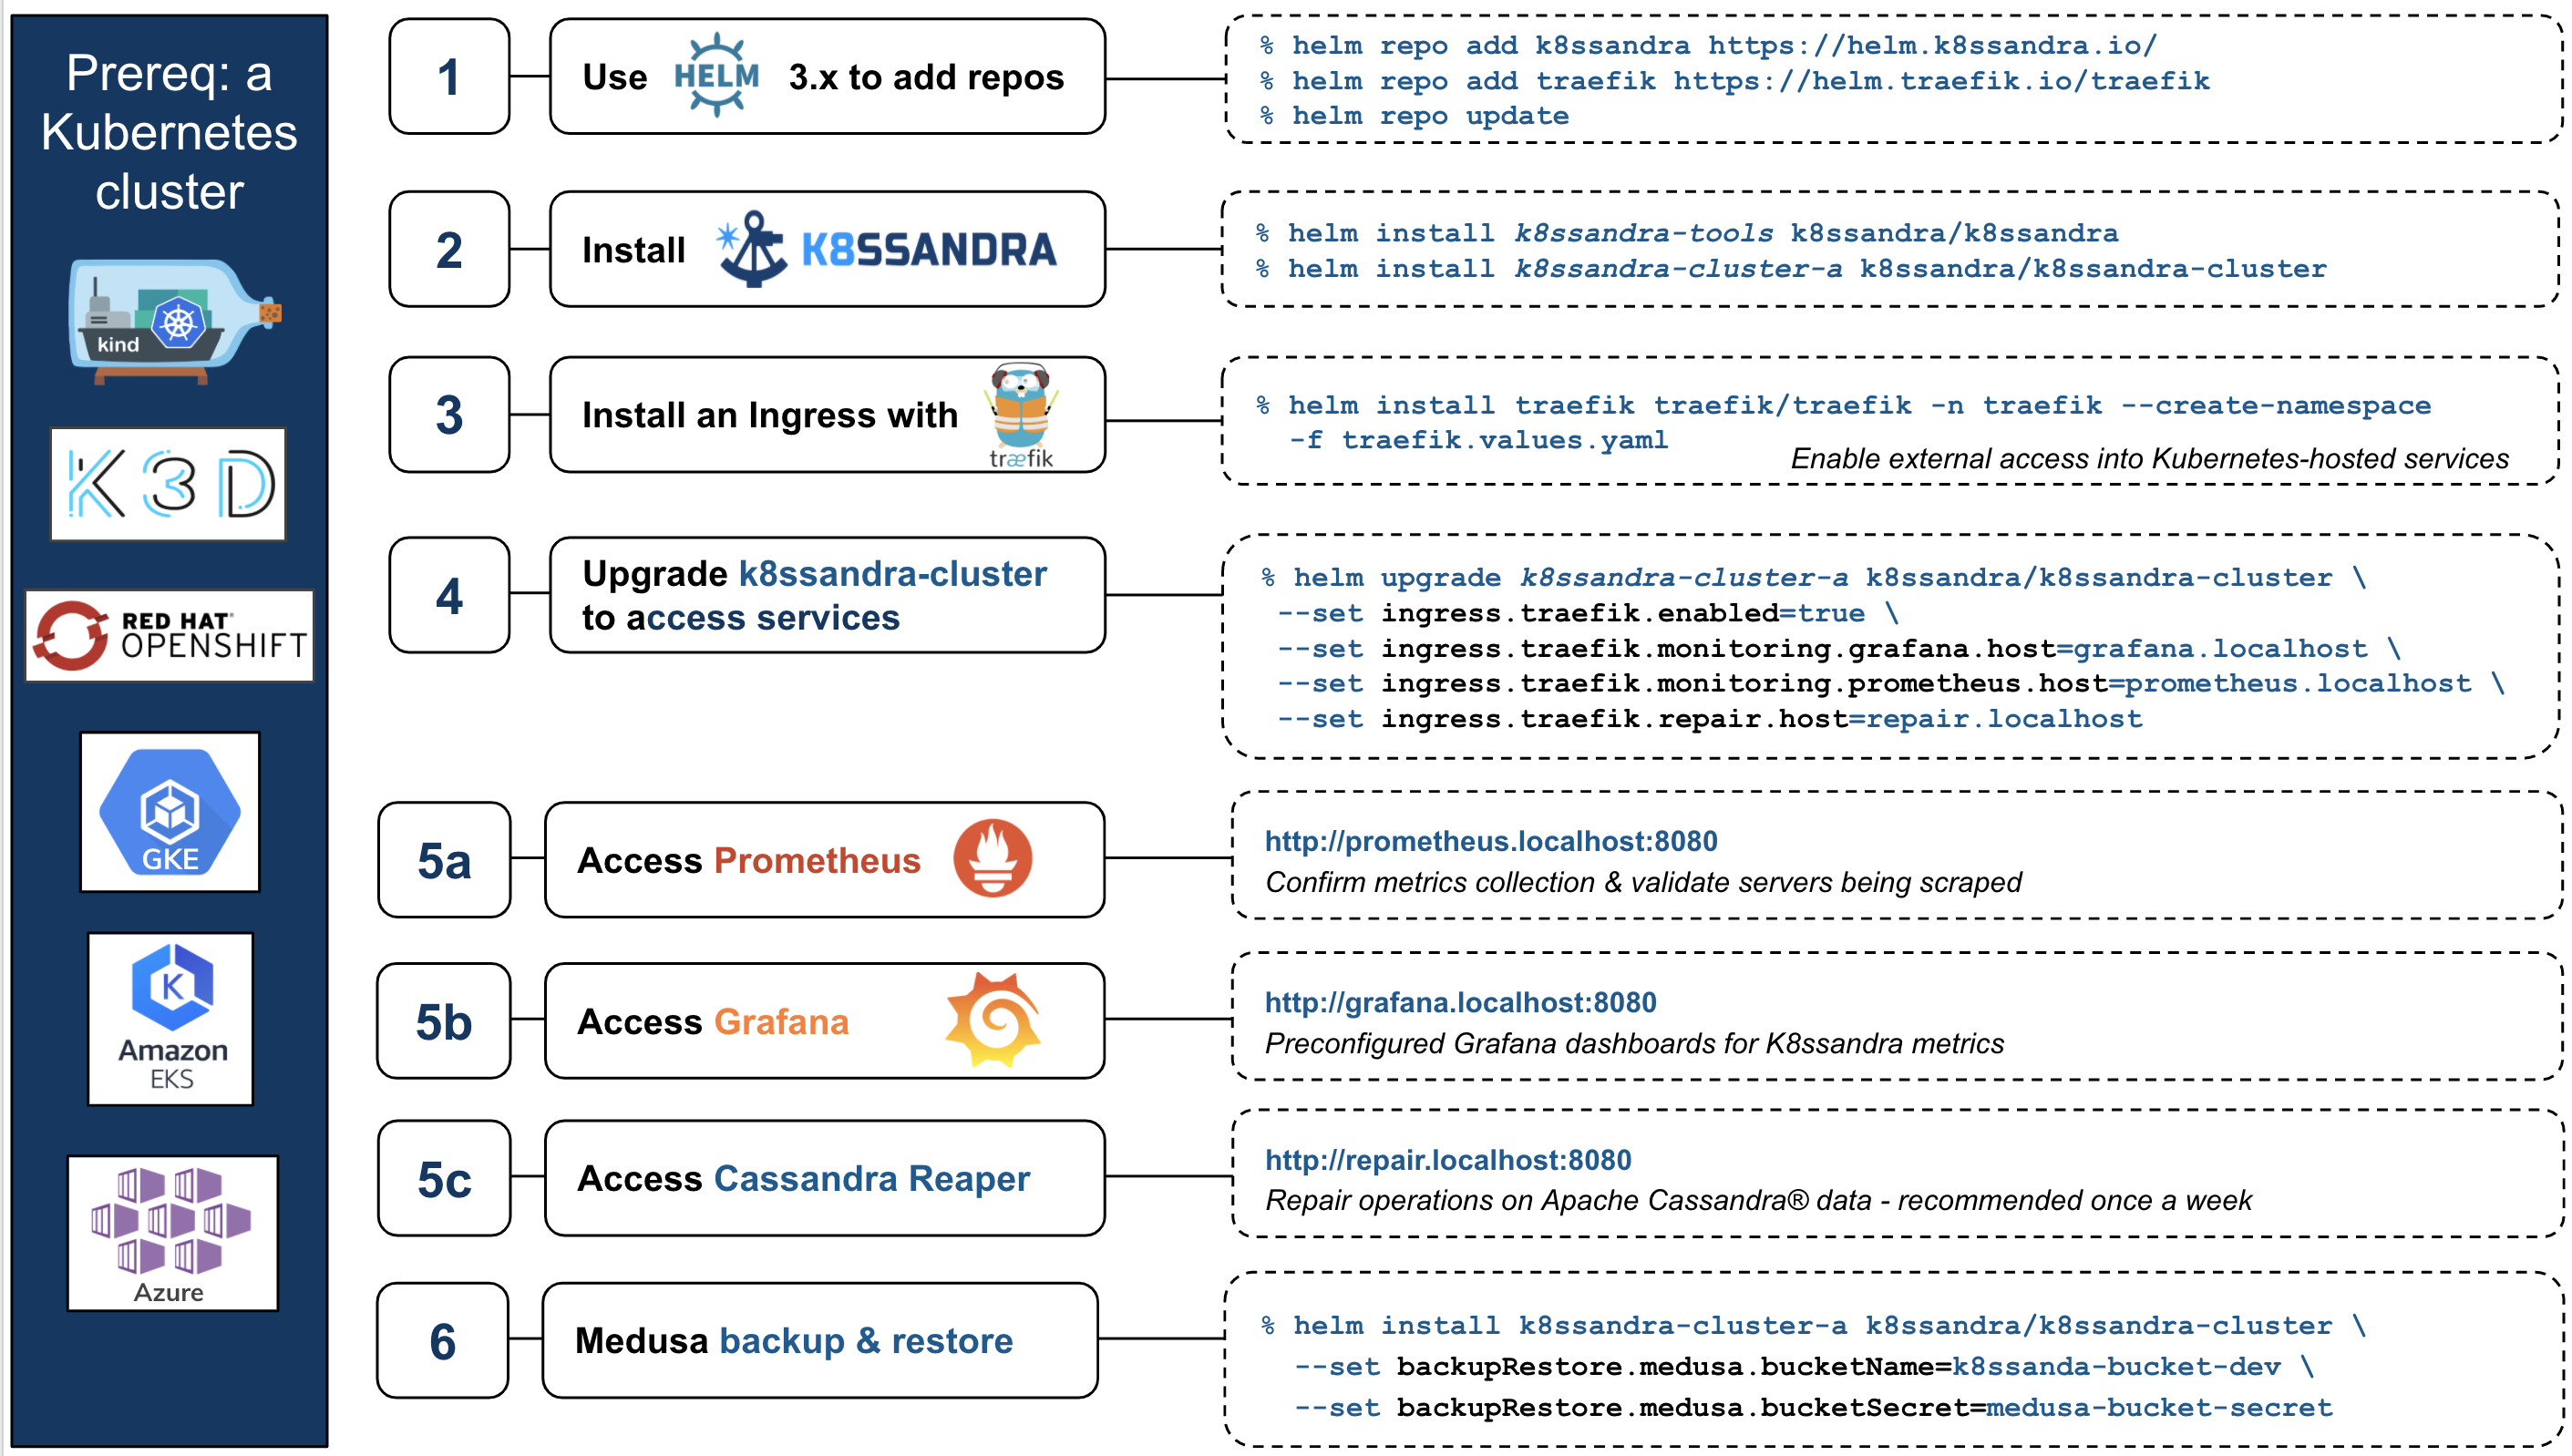 Prereq: a
Kubernetes
cluster
kind
K3D
RED HAT®
OPENSHIFT
GKE
K
Amazon
EKS
Azure
1
Use HELM 3.x to add repos
% helm repo add k8ssandra https://helm.k8ssandra.io/
% helm repo add traefik https://helm.traefik.io/traefik
% helm repo update
2
Install K8SSANDRA
% helm install k8ssandra-tools k8ssandra/k8ssandra
% helm install k8ssandra-cluster-a k8ssandra/k8ssandra-cluster
3
Install an Ingress with
træfik
% helm install traefik traefik/traefik -n traefik --create-namespace
-f traefik.values.yaml
Enable external access into Kubernetes-hosted services
4
Upgrade k8ssandra-cluster
to access services
% helm upgrade k8ssandra-cluster-a k8ssandra/k8ssandra-cluster \
--set ingress.traefik.enabled=true \
--set ingress.traefik.monitoring.grafana.host=grafana.localhost \
--set ingress.traefik.monitoring.prometheus.host=prometheus.localhost \
--set ingress.traefik.repair.host=repair.localhost
5a
Access Prometheus
http://prometheus.localhost:8080
Confirm metrics collection & validate servers being scraped
5b
Access Grafana
http://grafana.localhost:8080
Preconfigured Grafana dashboards for K8ssandra metrics
5c
Access Cassandra Reaper
http://repair.localhost:8080
Repair operations on Apache Cassandra® data - recommended once a week
6
Medusa backup & restore
% helm install k8ssandra-cluster-a k8ssandra/k8ssandra-cluster \
--set backupRestore.medusa.bucketName=k8ssanda-bucket-dev \
--set backupRestore.medusa.bucketSecret=medusa-bucket-secret